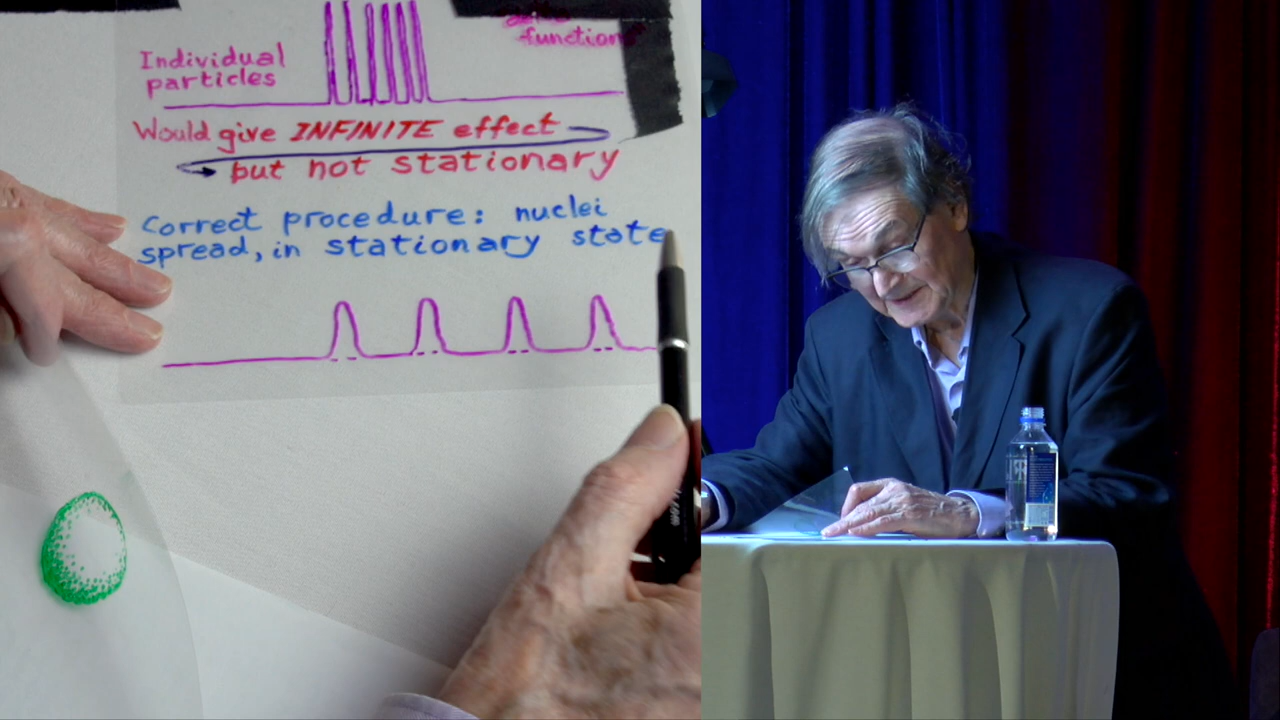 function
Individual
particles
Would give INFINITE effect
but not stationary
Correct procedure: nuclei
spread, in stationary state